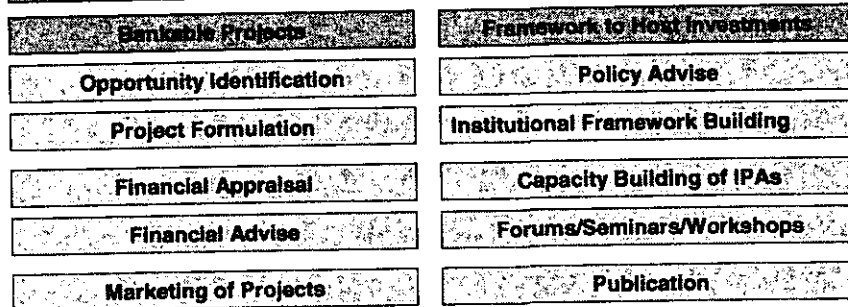 Bankable Projects
Opportunity Identification
Project Formulation
Financial Appraisal
Financial Advise
Marketing of Projects
Framework to Host Investments
Policy Advise
Institutional Framework Building
Capacity Building of IPAs
Forums/Seminars/Workshops
Publication